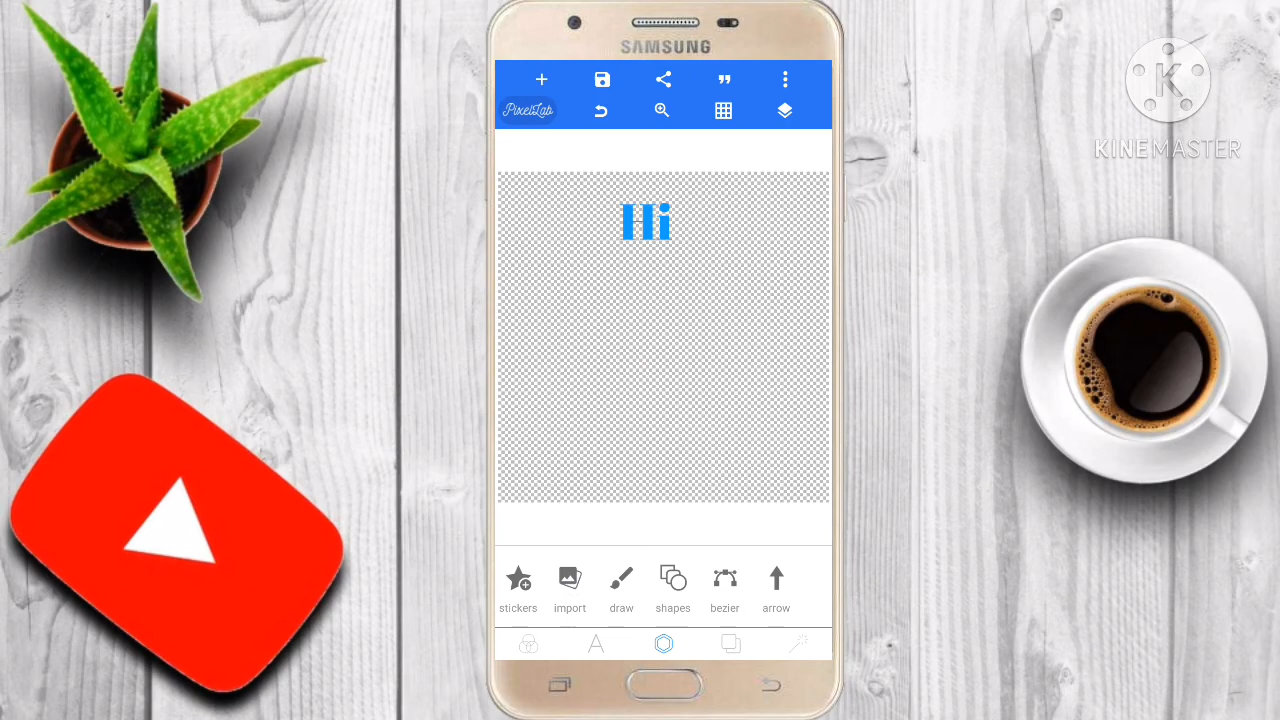 SAMSUNG
PixelLab
Hi
stickers import draw shapes bezier arrow
KINEMASTER